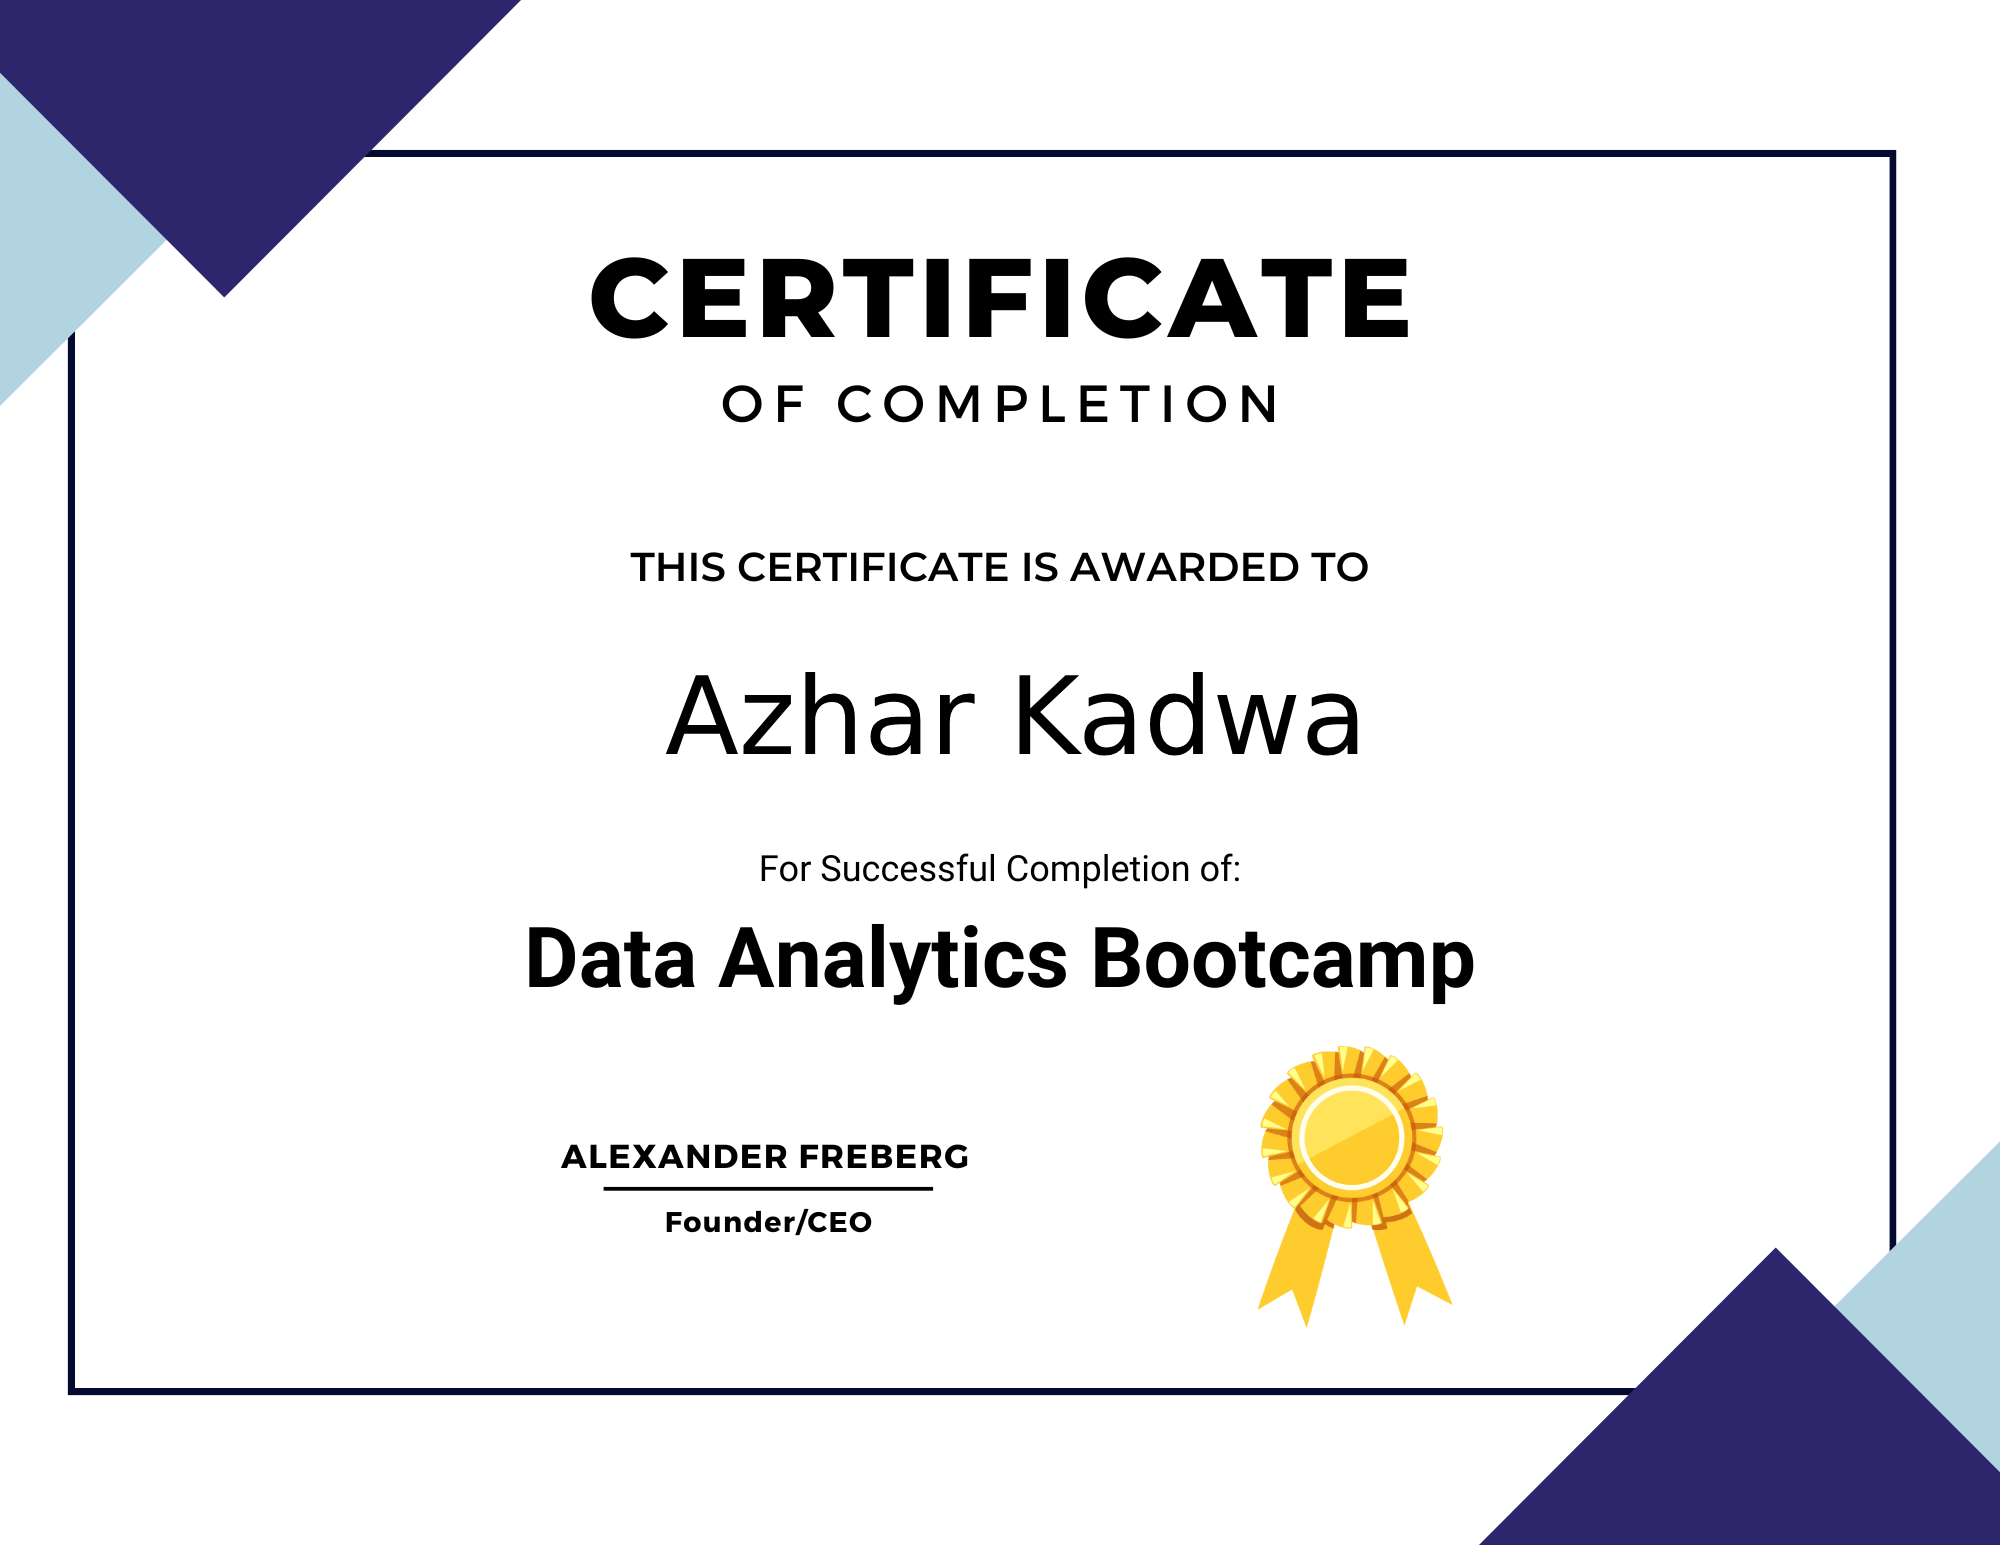 CERTIFICATE
OF COMPLETION
THIS CERTIFICATE IS AWARDED TO
Azhar Kadwa
For Successful Completion of:
Data Analytics Bootcamp
ALEXANDER FREBERG
Founder/CEO